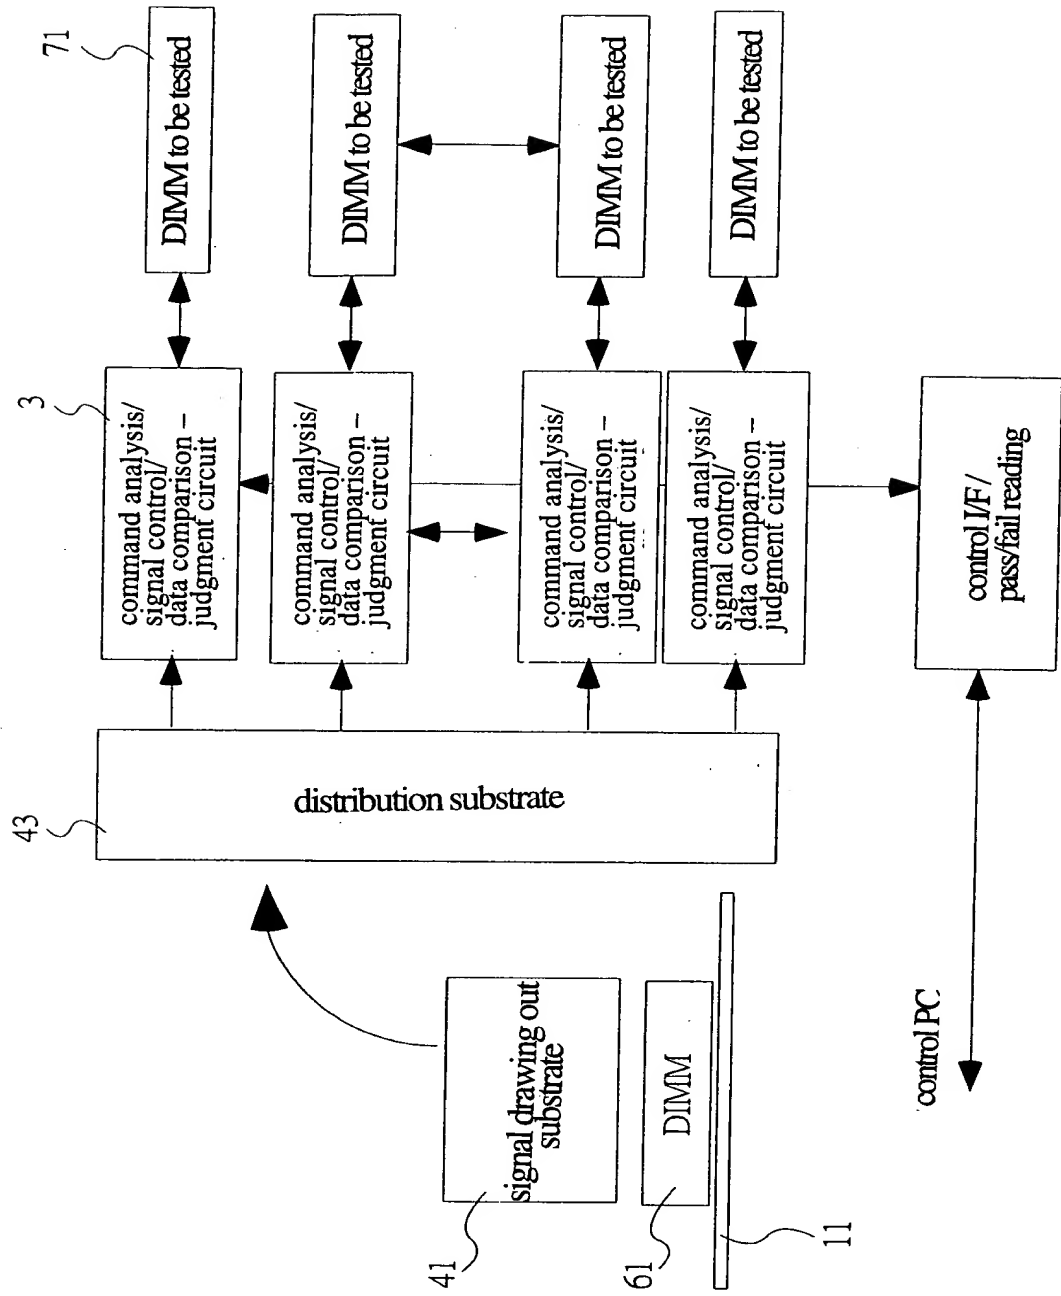 71
DIMM to be tested
DIMM to be tested
DIMM to be tested
DIMM to be tested
3
command analysis/
signal control/
data comparison –
judgment circuit
command analysis/
signal control/
data comparison –
judgment circuit
command analysis/
signal control/
data comparison –
judgment circuit
command analysis/
signal control/
data comparison –
judgment circuit
control I/F/
pass/fail reading
43
distribution substrate
41
signal drawing out
substrate
61
DIMM
11
control PC